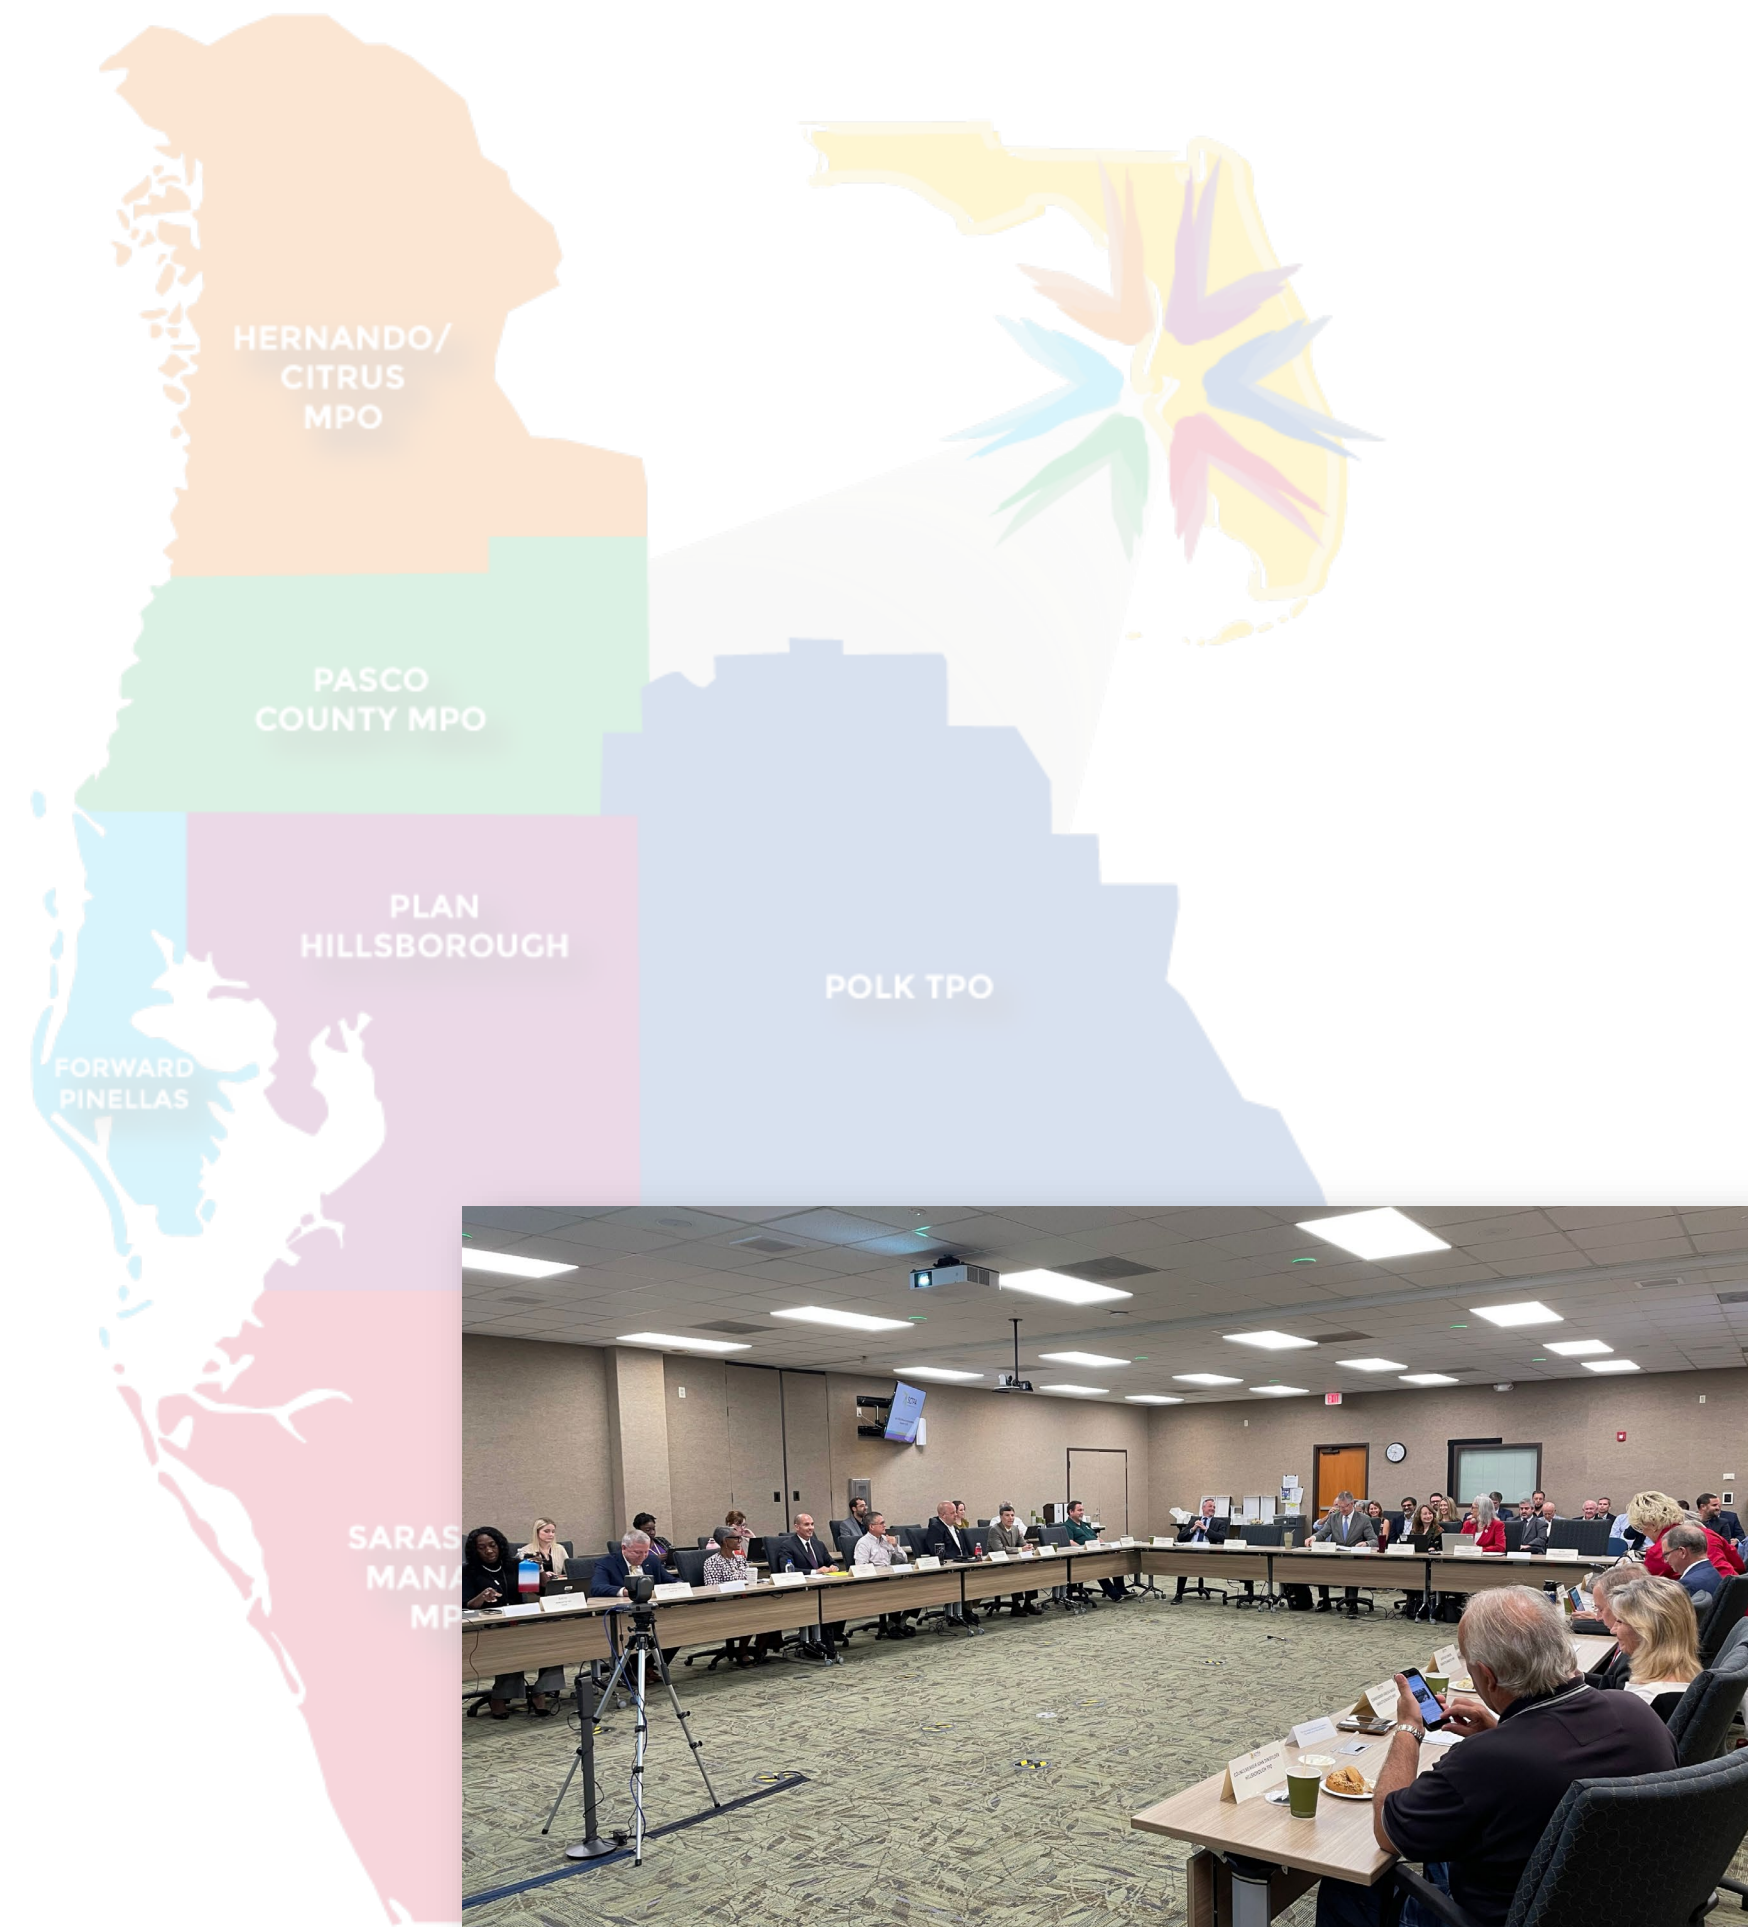 HERNANDO/
CITRUS
MPO
PASCO
COUNTY MPO
PLAN
HILLSBOROUGH
POLK TPO
FORWARD
PINELLAS
SARAS
MANA
MP